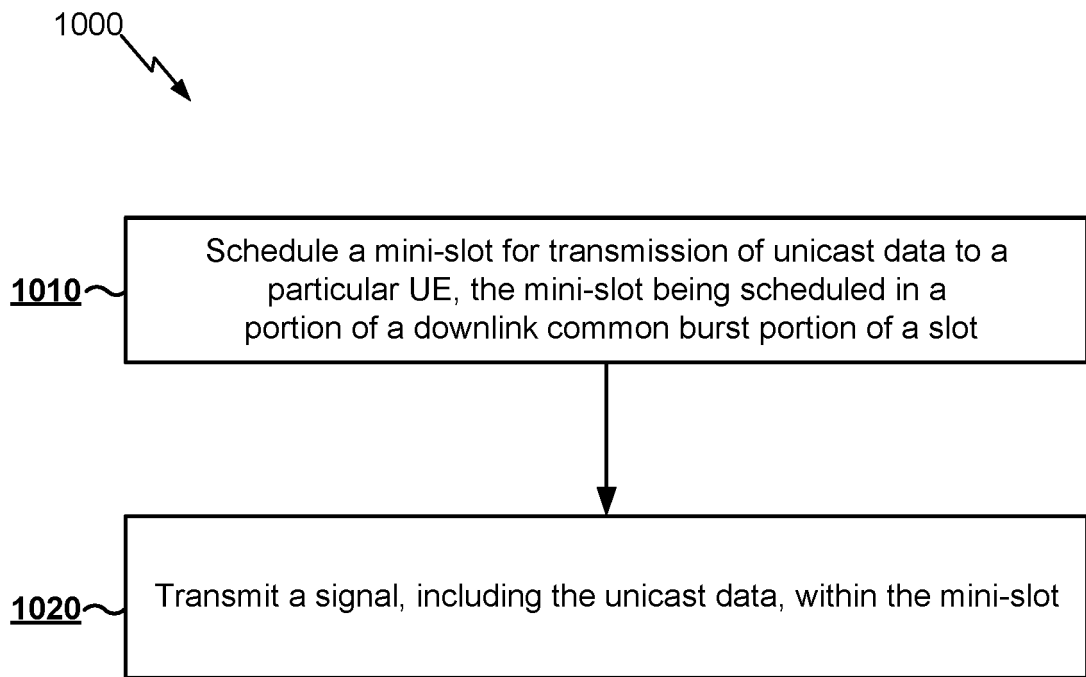 1000
1010
Schedule a mini-slot for transmission of unicast data to a
particular UE, the mini-slot being scheduled in a
portion of a downlink common burst portion of a slot
1020
Transmit a signal, including the unicast data, within the mini-slot